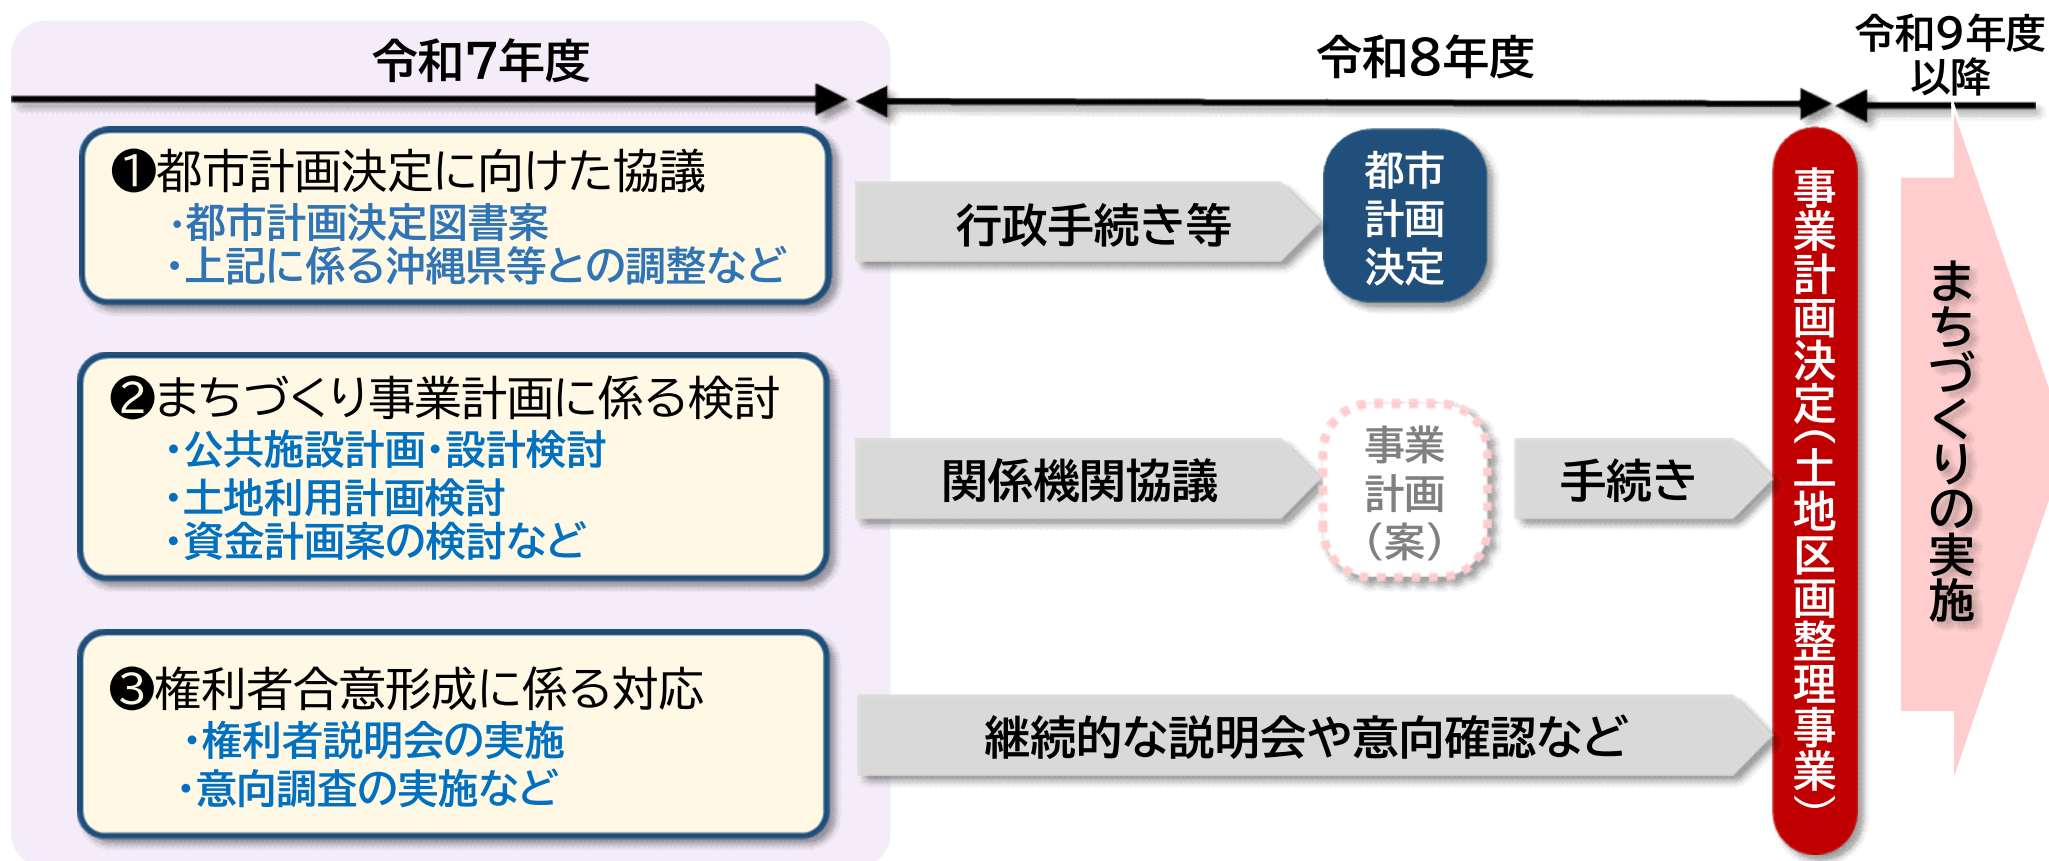 令和7年度
令和8年度
令和9年度
以降
❶都市計画決定に向けた協議
・都市計画決定図書案
・上記に係る沖縄県等との調整など
行政手続き等
都市
計画
決定
❷まちづくり事業計画に係る検討
・公共施設計画・設計検討
・土地利用計画検討
・資金計画案の検討など
関係機関協議
事業
計画
（案）
手続き
❸権利者合意形成に係る対応
・権利者説明会の実施
・意向調査の実施など
継続的な説明会や意向確認など
事業計画決定（土地区画整理事業）
まちづくりの実施